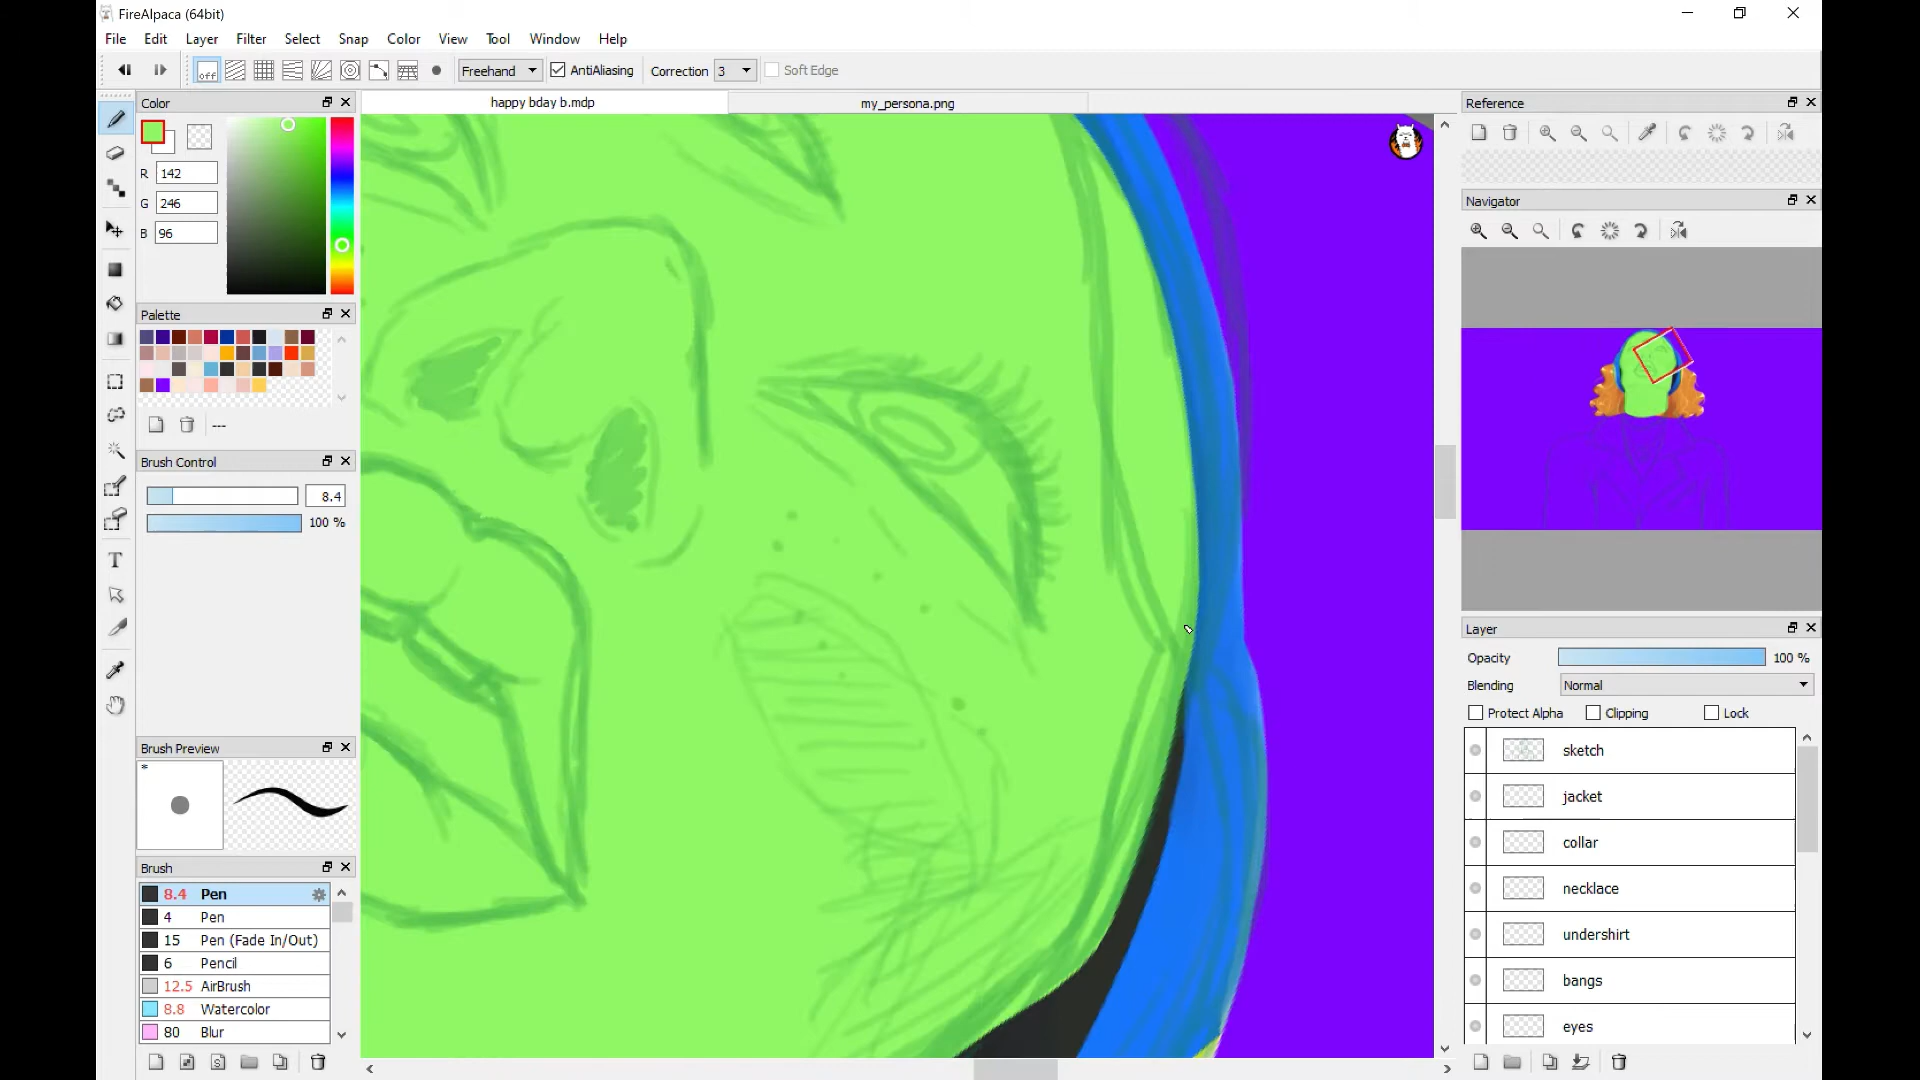 FireAlpaca (64bit)
File Edit Layer Filter Select Snap Color View Tool Window Help
off Freehand AntiAliasing Correction 3 Soft Edge
Color
happy bday b.mdp my_persona.png
R 142
G 246
B 96
Palette
---
Brush Control
8.4
100 %
Brush Preview
*
Brush
8.4 Pen
4 Pen
15 Pen (Fade In/Out)
6 Pencil
12.5 AirBrush
8.8 Watercolor
80 Blur
T
S
Reference
Navigator
Layer
Opacity 100 %
Blending Normal
Protect Alpha Clipping Lock
sketch
jacket
collar
necklace
undershirt
bangs
eyes